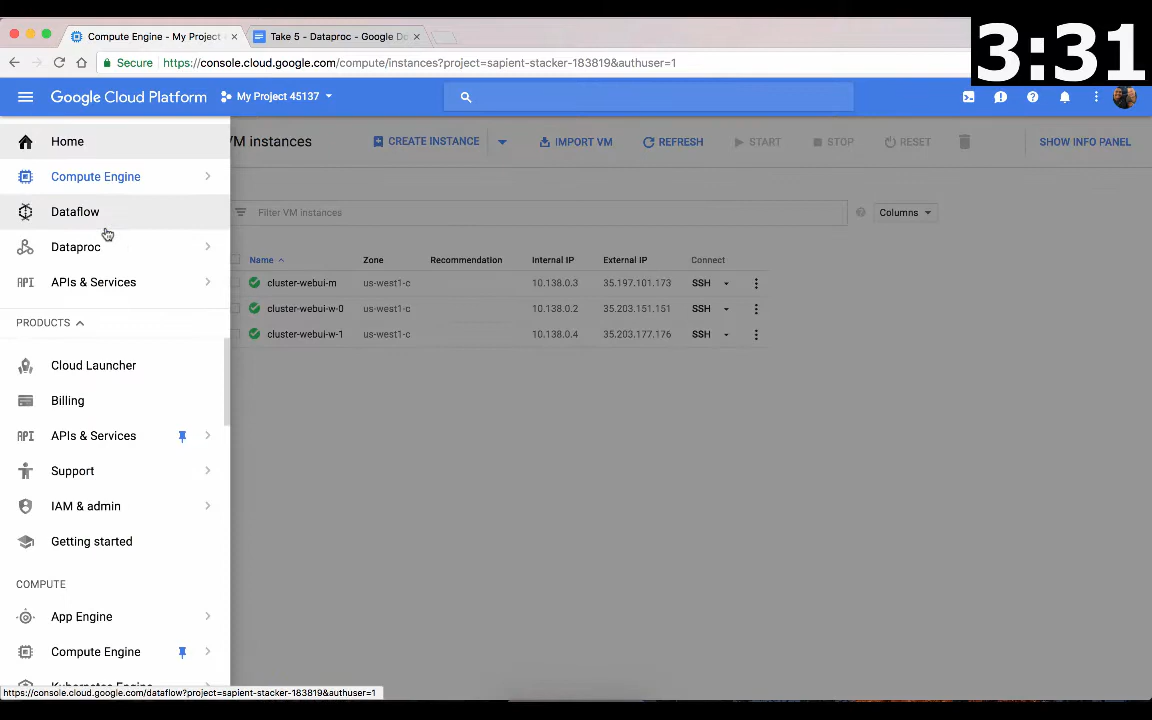 Compute Engine - My Project
Take 5 - Dataproc - Google Do
3:31
Secure
https://console.cloud.google.com/compute/instances?project=sapient-stacker-183819&authuser=1
Google Cloud Platform
My Project 45137
Home
VM instances
CREATE INSTANCE
IMPORT VM
REFRESH
START
STOP
RESET
SHOW INFO PANEL
Compute Engine
Dataflow
Filter VM instances
Columns
Dataproc
Name
Zone
Recommendation
Internal IP
External IP
Connect
API APIs & Services
cluster-webui-m us-west1-c 10.138.0.3 35.197.101.173 SSH
cluster-webui-w-0 us-west1-c 10.138.0.2 35.203.151.151 SSH
cluster-webui-w-1 us-west1-c 10.138.0.4 35.203.177.176 SSH
PRODUCTS
Cloud Launcher
Billing
API APIs & Services
Support
IAM & admin
Getting started
COMPUTE
App Engine
Compute Engine
Kubernetes Engine
https://console.cloud.google.com/dataflow?project=sapient-stacker-183819&authuser=1